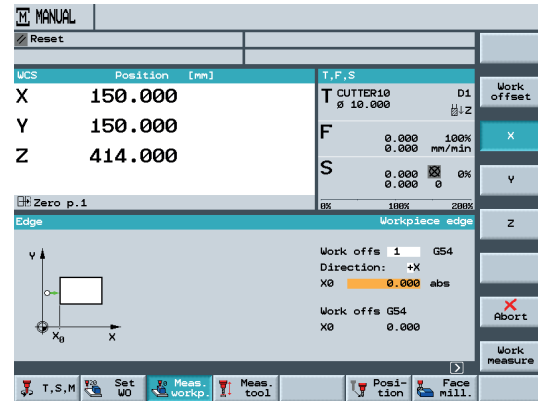 M MANUAL
Reset
WCS Position [mm]
X 150.000
Y 150.000
Z 414.000
Zero p.1
T,F,S
T CUTTER10 D1
ø 10.000
Z
F 0.000 100%
0.000 mm/min
S 0.000 0%
0.000 0
0% 100% 200%
Edge Workpiece edge
Y
X0 X
Work offs 1 G54
Direction: +X
X0 0.000 abs
Work offs G54
X0 0.000
Work offset
X
Y
Z
Abort
Work measure
T,S,M
Set WO
Meas. workp.
Meas. tool
Posi-tion
Face mill.